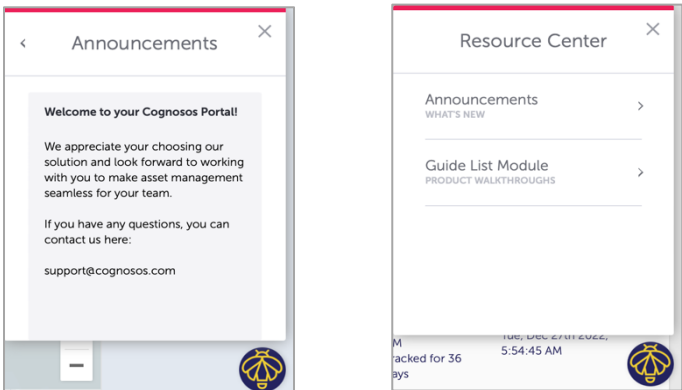 Announcements
Welcome to your Cognosos Portal!
We appreciate your choosing our
solution and look forward to working
with you to make asset management
seamless for your team.
If you have any questions, you can
contact us here:
support@cognosos.com
Resource Center
Announcements
WHAT'S NEW
Guide List Module
PRODUCT WALKTHROUGHS
M
racked for 36
ays
Tue, Dec 27th 2022,
5:54:45 AM